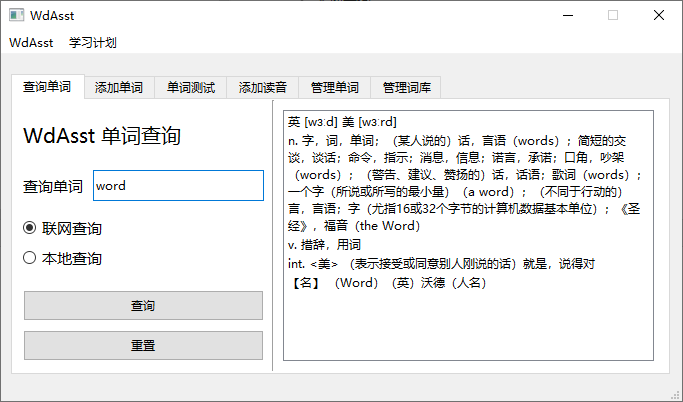 WdAsst
WdAsst 学习计划
查询单词 添加单词 单词测试 添加读音 管理单词 管理词库
WdAsst 单词查询
查询单词 word
联网查询
本地查询
查询
重置
英 [wɜːd] 美 [wɜːrd]
n. 字，词，单词；（某人说的）话，言语（words）；简短的交
谈，谈话；命令，指示；消息，信息；诺言，承诺；口角，吵架
（words）；（警告、建议、赞扬的）话，话语；歌词（words）；
一个字（所说或所写的最小量）（a word）；（不同于行动的）
言，言语；字（尤指16或32个字节的计算机数据基本单位）；《圣
经》，福音（the Word）
v. 措辞，用词
int. <美> （表示接受或同意别人刚说的话）就是，说得对
【名】 （Word）（英）沃德（人名）